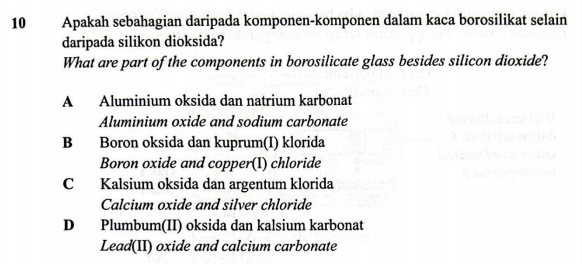 10 Apakah sebahagian daripada komponen-komponen dalam kaca borosilikat selain
daripada silikon dioksida?
What are part of the components in borosilicate glass besides silicon dioxide?
A Aluminium oksida dan natrium karbonat
Aluminium oxide and sodium carbonate
B Boron oksida dan kuprum(I) klorida
Boron oxide and copper(I) chloride
C Kalsium oksida dan argentum klorida
Calcium oxide and silver chloride
D Plumbum(II) oksida dan kalsium karbonat
Lead(II) oxide and calcium carbonate